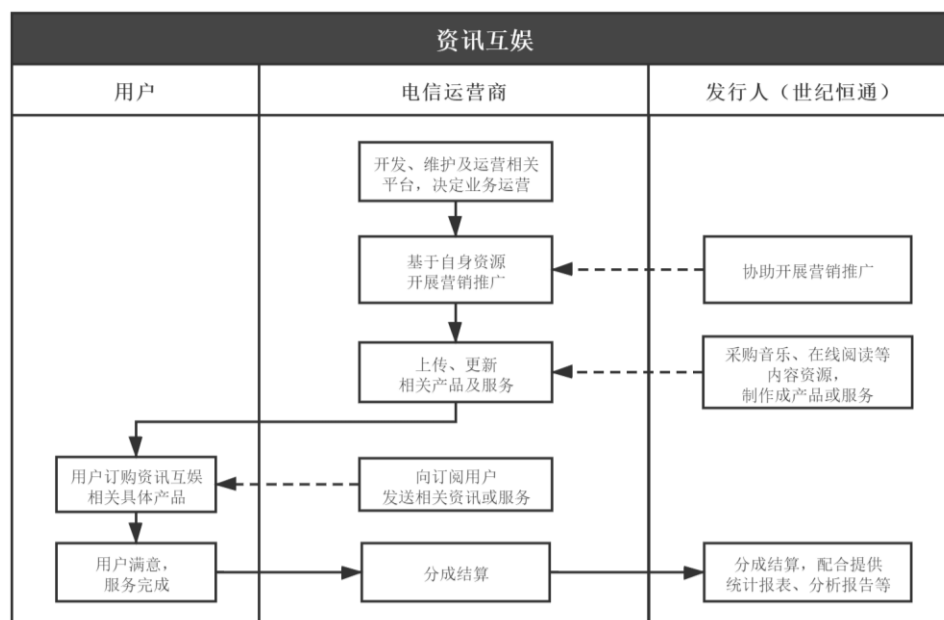 资讯互娱
用户
电信运营商
发行人（世纪恒通）
开发、维护及运营相关
平台，决定业务运营
基于自身资源
开展营销推广
协助开展营销推广
上传、更新
相关产品及服务
采购音乐、在线阅读等
内容资源，
制作成产品或服务
用户订购资讯互娱
相关具体产品
向订阅用户
发送相关资讯或服务
用户满意，
服务完成
分成结算
分成结算，配合提供
统计报表、分析报告等